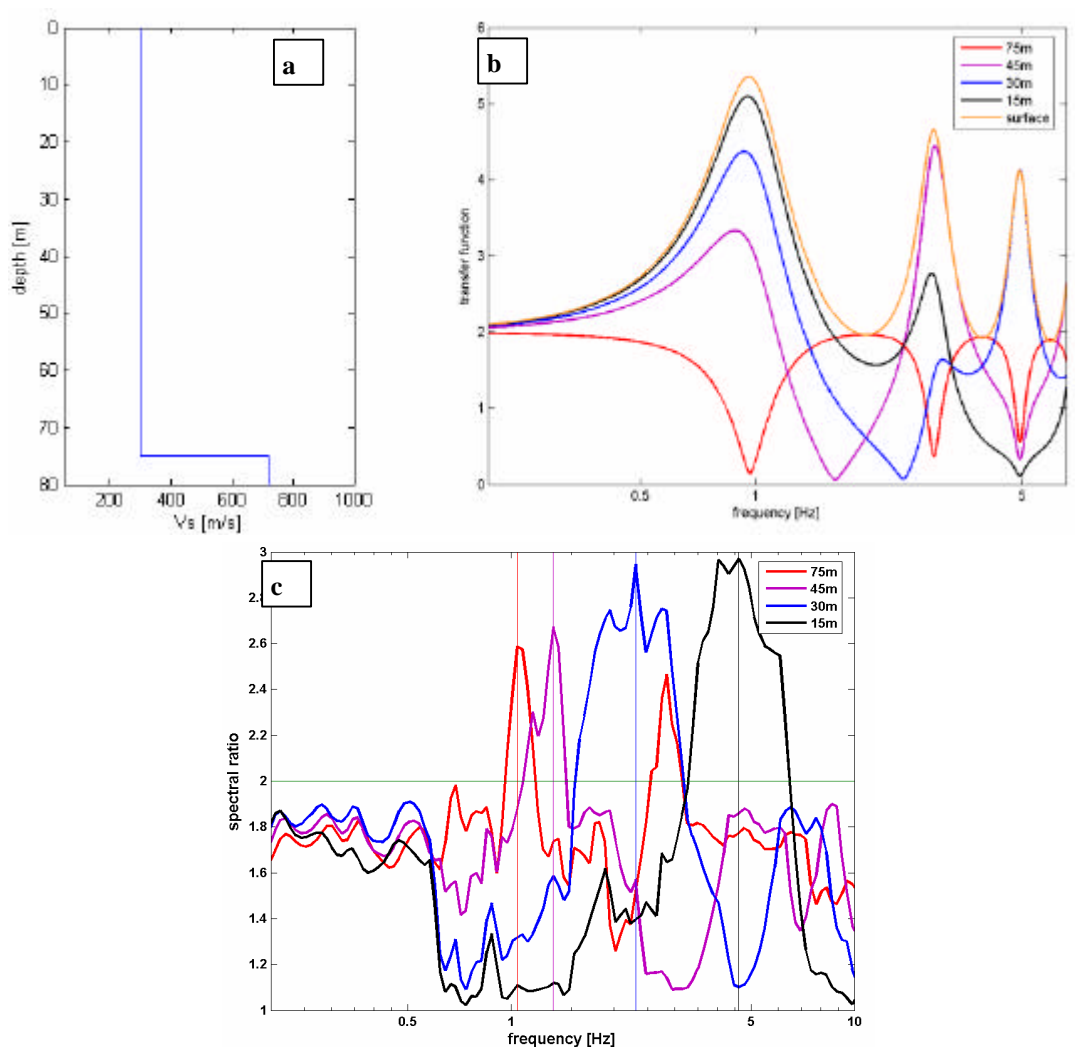 a
0
10
20
30
40
50
60
70
80
200
400
600
800
1000
depth [m]
Vs [m/s]
b
6
5
4
3
2
1
0
0.5
1
5
transfer function
frequency [Hz]
75m
45m
30m
15m
surface
c
3
2.8
2.6
2.4
2.2
2
1.8
1.6
1.4
1.2
1
0.5
1
5
10
spectral ratio
frequency [Hz]
75m
45m
30m
15m